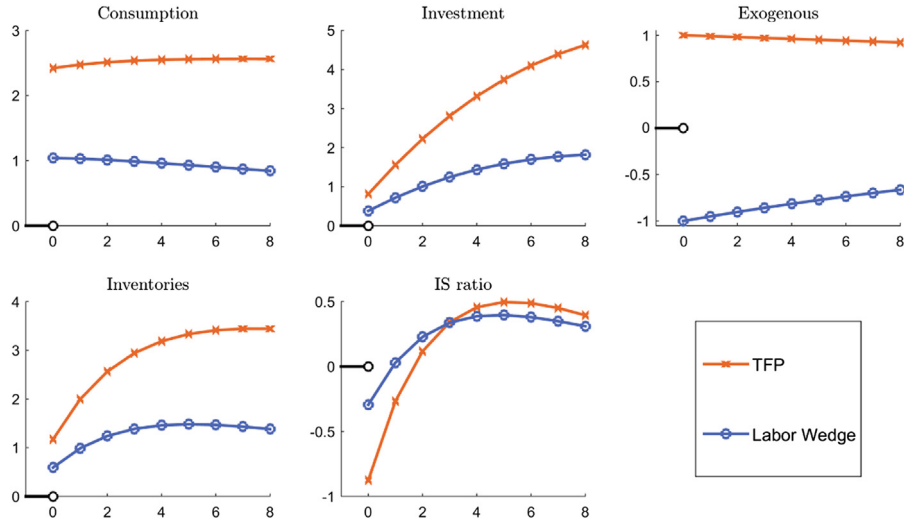 Consumption
3
2
1
0
0 2 4 6 8
Investment
5
4
3
2
1
0
0 2 4 6 8
Exogenous
1
0.5
0
-0.5
-1
0 2 4 6 8
Inventories
4
3
2
1
0
0 2 4 6 8
IS ratio
0.5
0
-0.5
-1
0 2 4 6 8
TFP
Labor Wedge